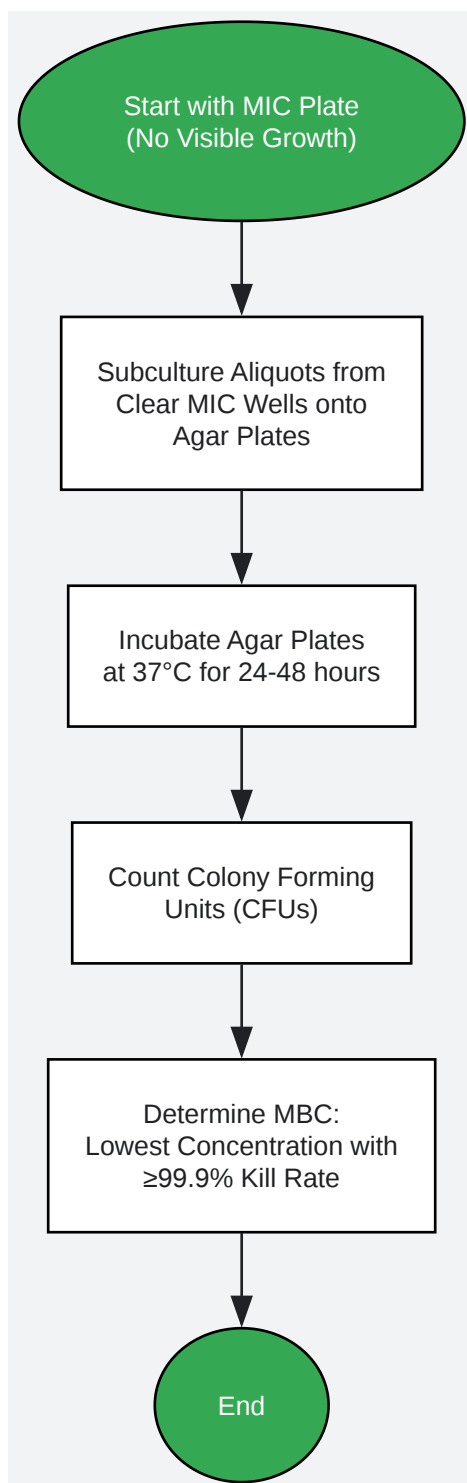 Start with MIC Plate
(No Visible Growth)
Subculture Aliquots from
Clear MIC Wells onto
Agar Plates
Incubate Agar Plates
at 37°C for 24-48 hours
Count Colony Forming
Units (CFUs)
Determine MBC:
Lowest Concentration with
≥99.9% Kill Rate
End